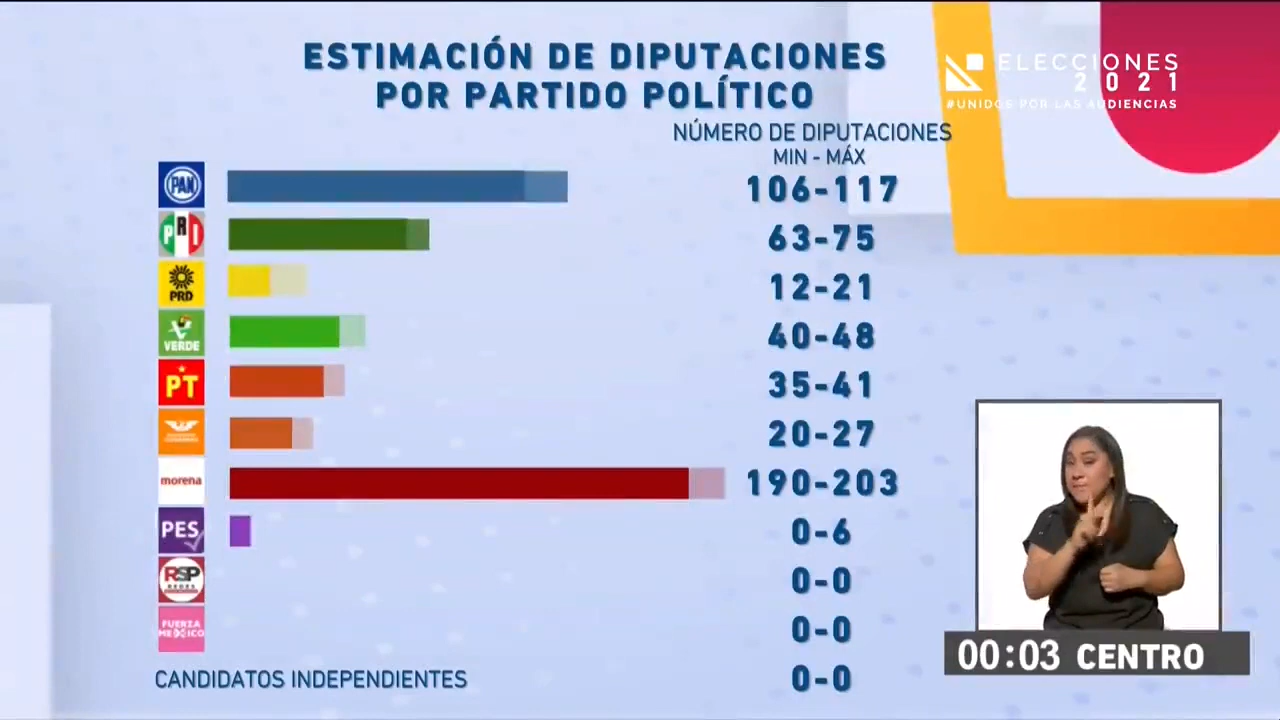 ESTIMACIÓN DE DIPUTACIONES
POR PARTIDO POLÍTICO
ELECCIONES
2021
#UNIDOS POR LAS AUDIENCIAS
NÚMERO DE DIPUTACIONES
MIN - MÁX
PAN 106-117
PRI 63-75
PRD 12-21
VERDE 40-48
PT 35-41
20-27
morena 190-203
PES 0-6
RSP 0-0
FUERZA
MEXICO 0-0
CANDIDATOS INDEPENDIENTES 0-0
00:03 CENTRO